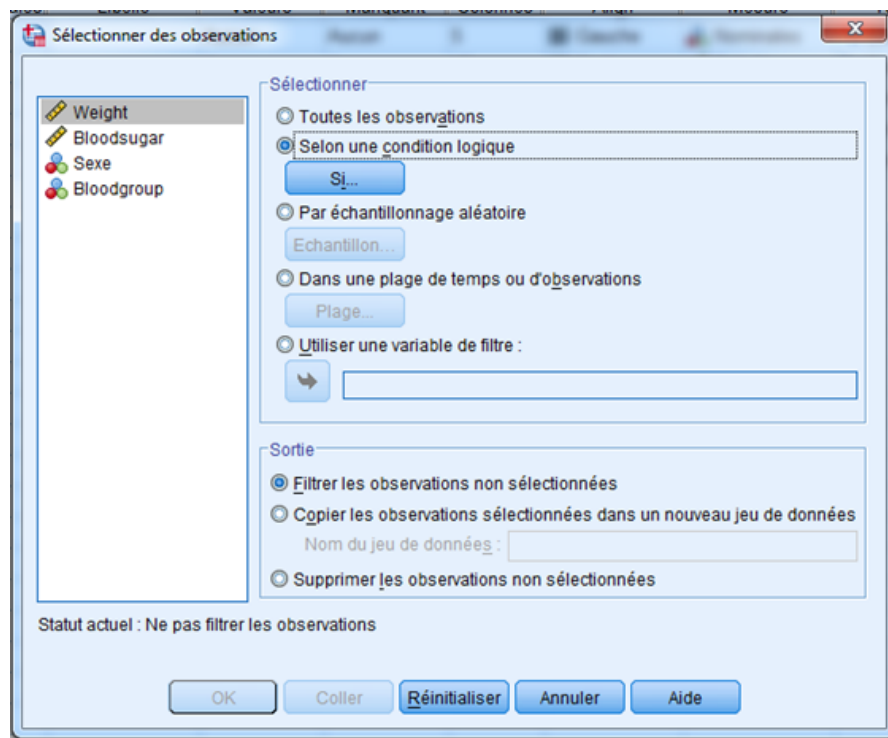 Sélectionner des observations
Weight
Bloodsugar
Sexe
Bloodgroup
Sélectionner
Toutes les observations
Selon une condition logique
Si...
Par échantillonnage aléatoire
Echantillon...
Dans une plage de temps ou d'observations
Plage...
Utiliser une variable de filtre :
Sortie
Filtrer les observations non sélectionnées
Copier les observations sélectionnées dans un nouveau jeu de données
Nom du jeu de données :
Supprimer les observations non sélectionnées
Statut actuel : Ne pas filtrer les observations
OK Coller Réinitialiser Annuler Aide